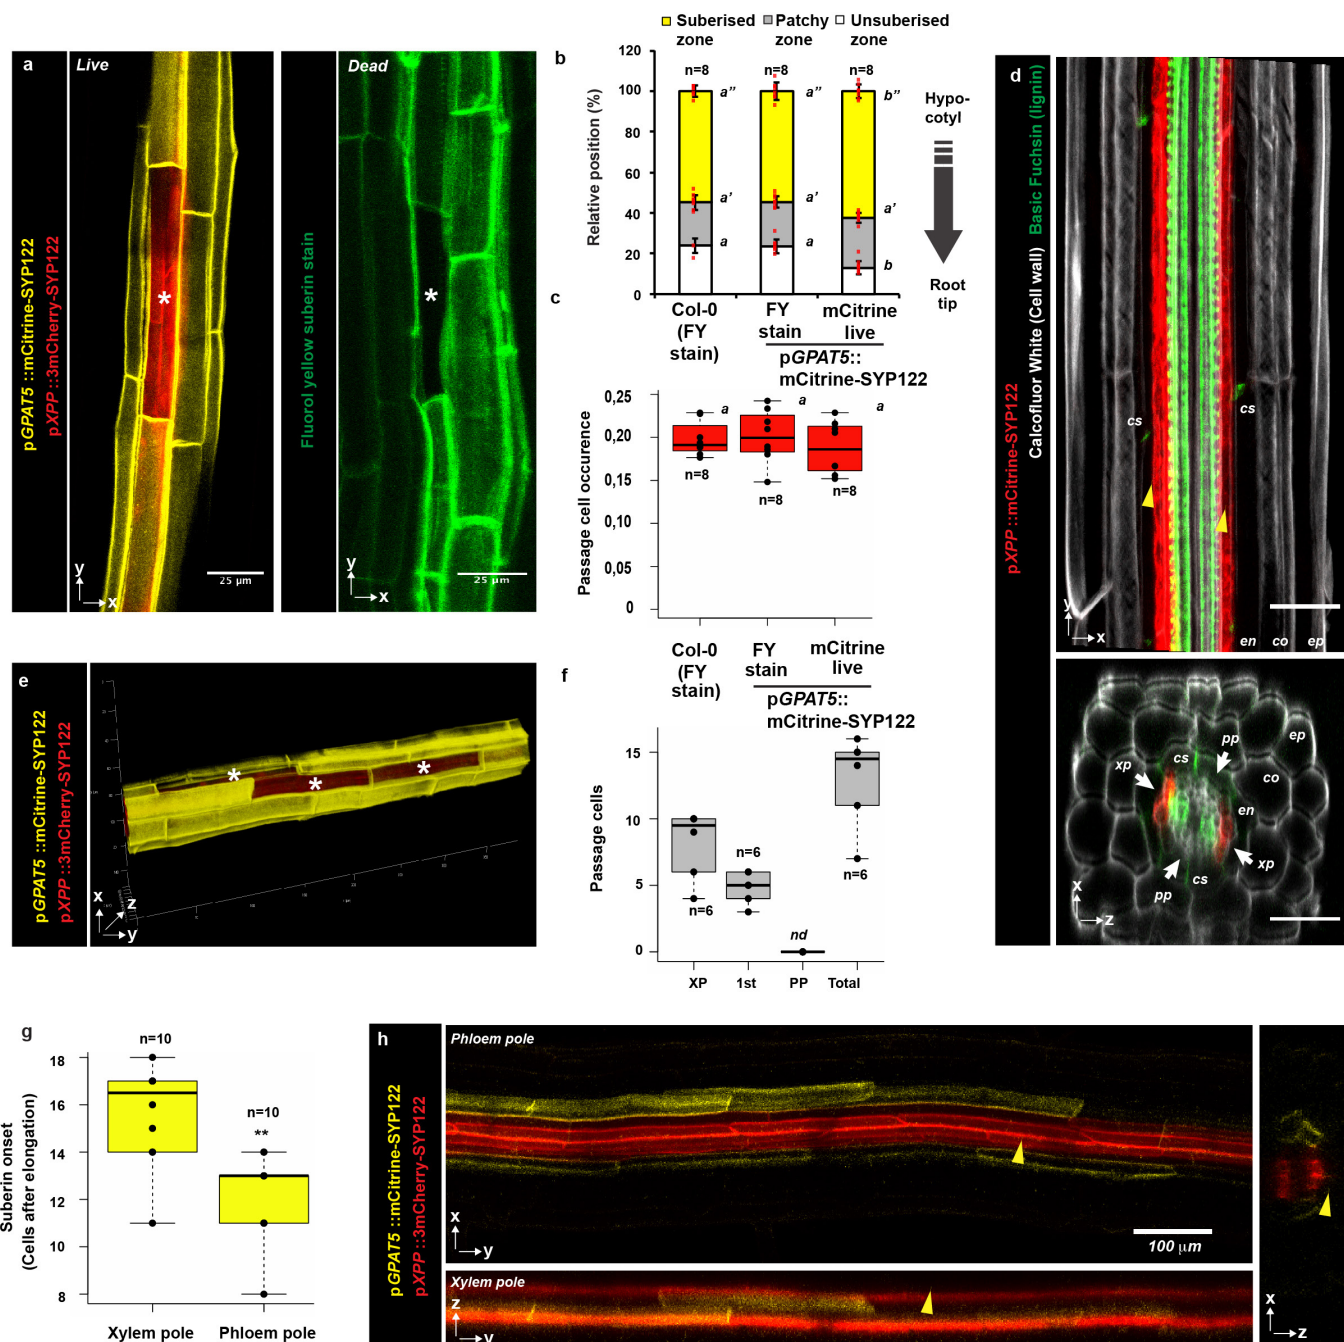 Suberised Patchy Unsuberised
zone zone zone
a
Live
Dead
pGPAT5 ::mCitrine-SYP122
pXPP::3mCherry-SYP122
*
y
x
25 µm
Fluorol yellow suberin stain
*
y
x
25 µm
b
Relative position (%)
120
100
80
60
40
20
0
n=8 n=8 n=8
a” a” b”
a’ a’ a’
a a b
Hypo-
cotyl
Root
tip
Col-0 FY mCitrine
(FY stain live
stain)
pGPAT5::
mCitrine-SYP122
c
Passage cell occurence
0,25
0,20
0,15
0,10
0,05
0
a a a
n=8 n=8 n=8
Col-0 FY mCitrine
(FY stain live
stain)
pGPAT5::
mCitrine-SYP122
d
pXPP::mCitrine-SYP122
Calcofluor White (Cell wall) Basic Fuchsin (lignin)
cs cs
y
x
en co ep
pp ep
xp cs
co
en
xp
pp cs
x
z
e
pGPAT5 ::mCitrine-SYP122
pXPP::3mCherry-SYP122
* * *
x
z
y
f
Passage cells
15
10
5
0
n=6
n=6
nd
n=6
XP 1st PP Total
g
Suberin onset
(Cells after elongation)
18
16
14
12
10
8
n=10
n=10
**
Xylem pole Phloem pole
h
pGPAT5 ::mCitrine-SYP122
pXPP::3mCherry-SYP122
Phloem pole
x
y
100 µm
Xylem pole
z
y
x
z